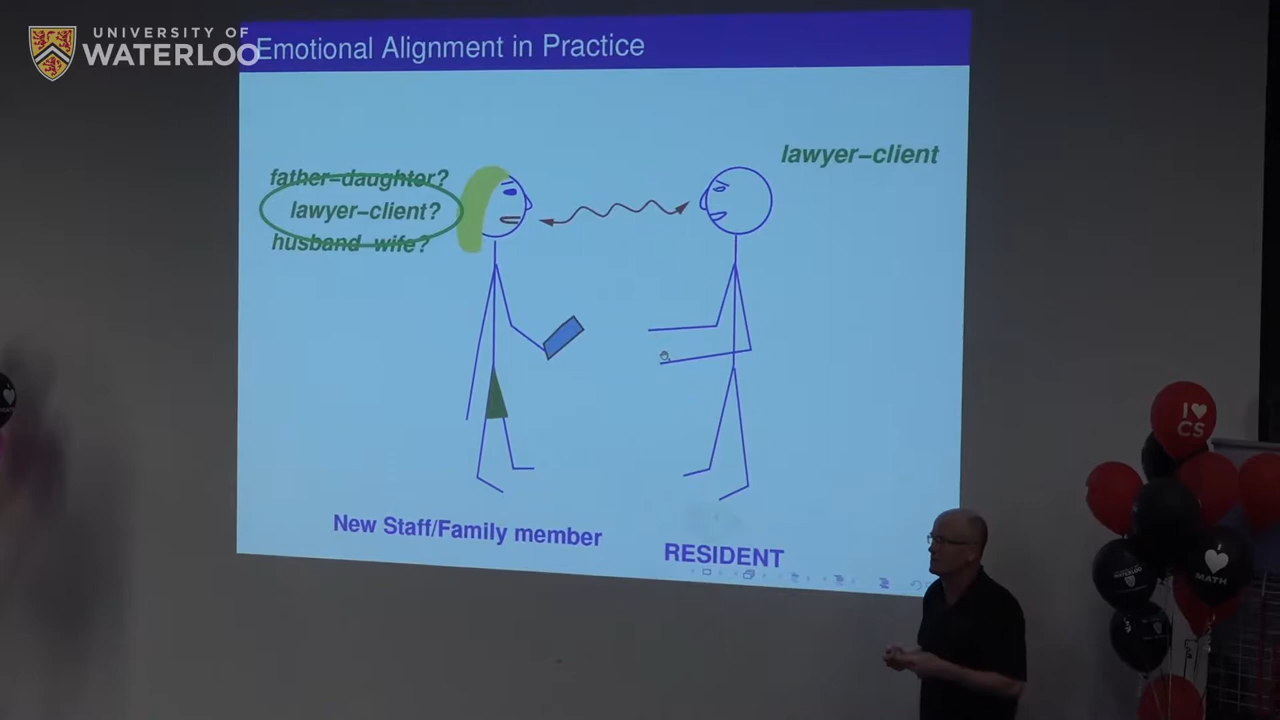 UNIVERSITY OF
WATERLOO
Emotional Alignment in Practice
lawyer–client
father–daughter?
lawyer–client?
husband–wife?
New Staff/Family member
RESIDENT
I ♥
CS
♥
MATH